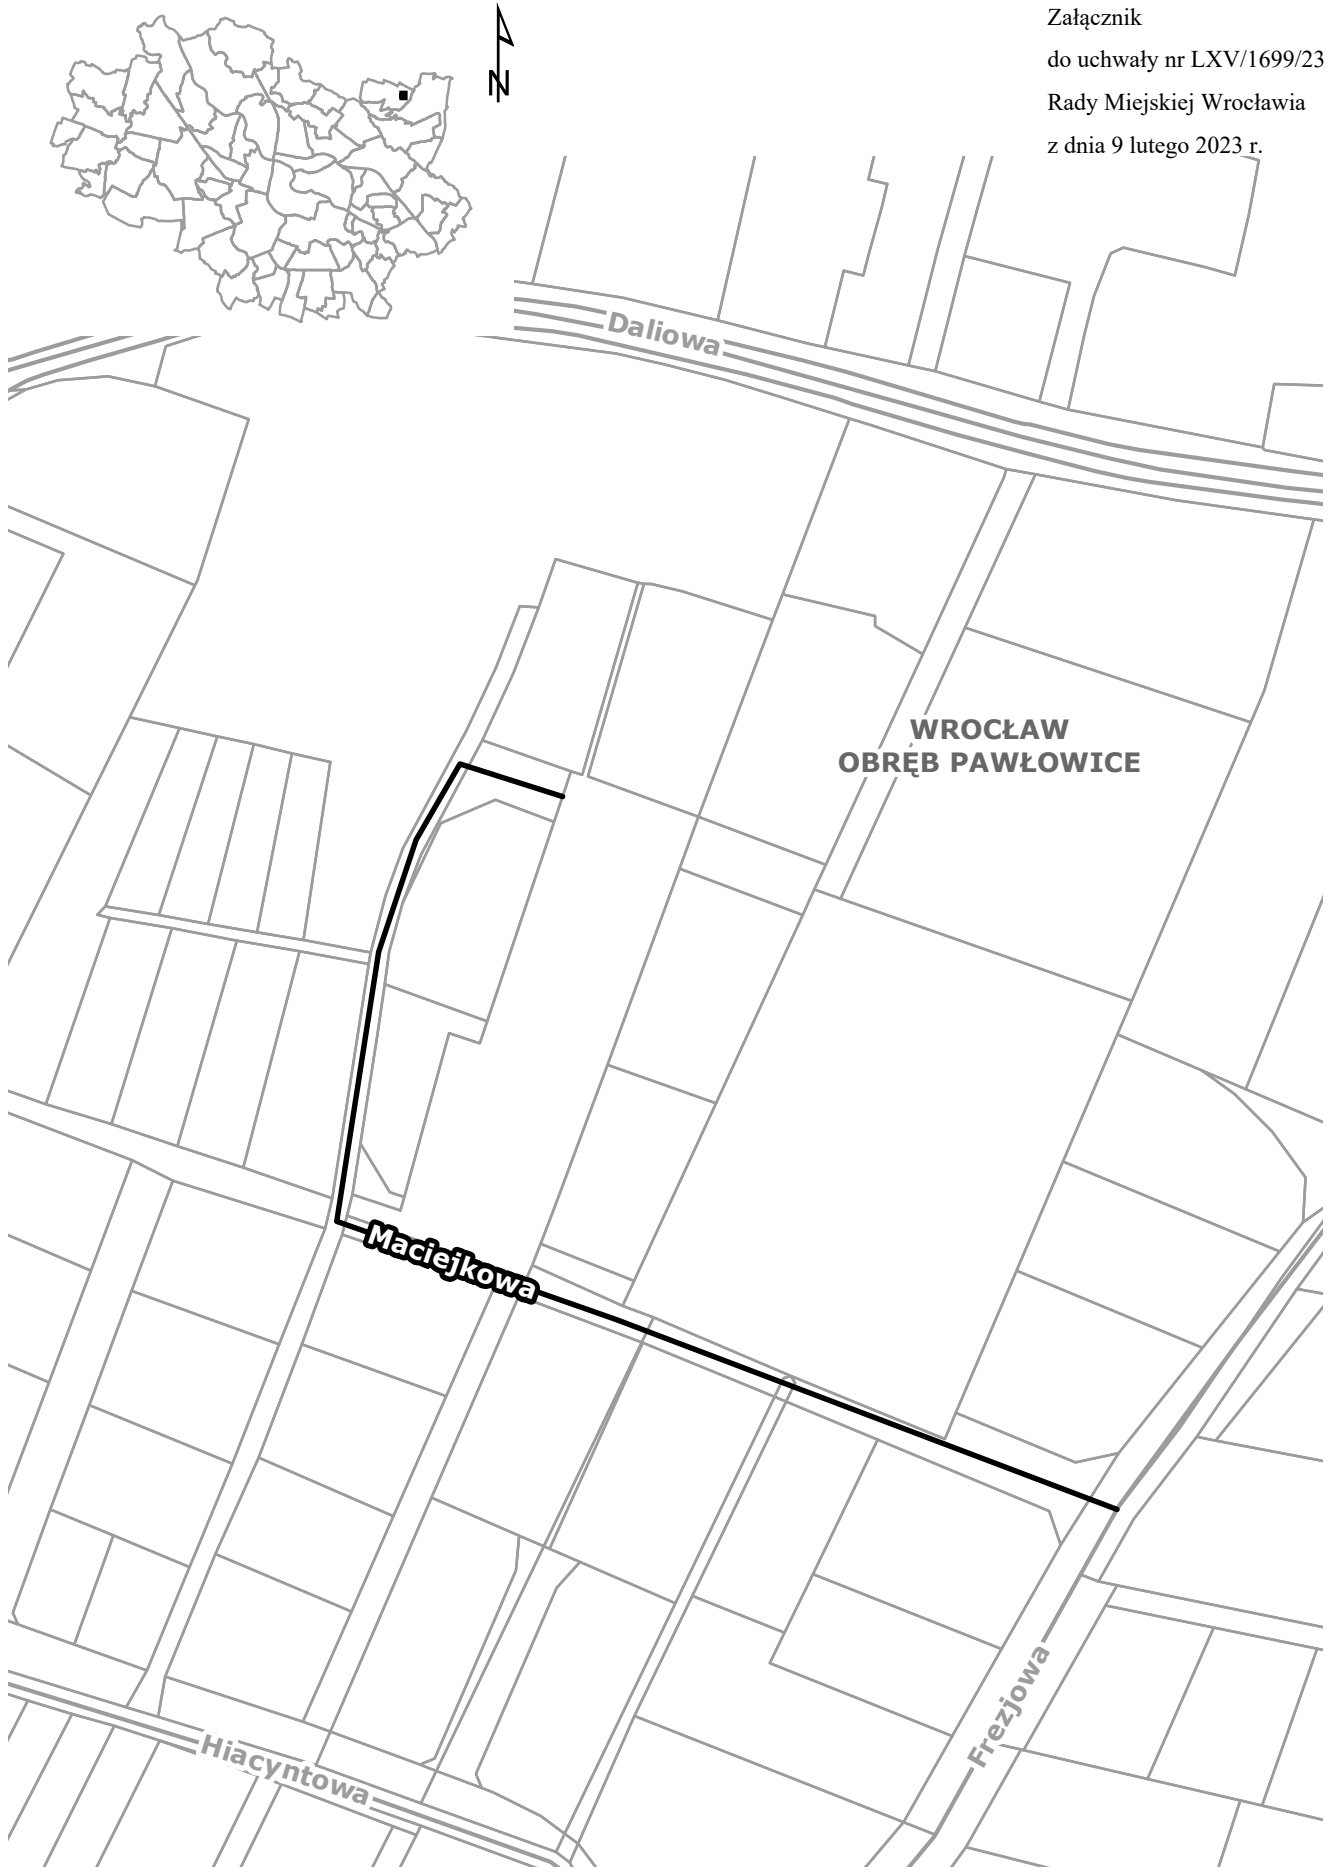 Załącznik
do uchwały nr LXV/1699/23
Rady Miejskiej Wrocławia
z dnia 9 lutego 2023 r.
N
Daliowa
WROCŁAW
OBRĘB PAWŁOWICE
Maciejkowa
Frezjowa
Hiacyntowa